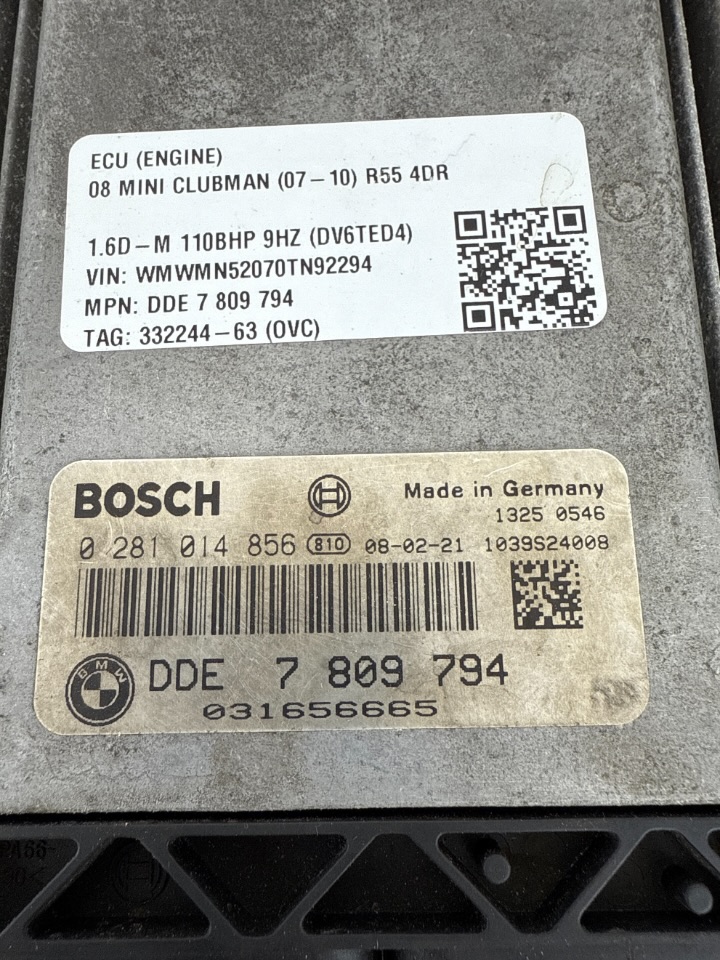 ECU (ENGINE)
08 MINI CLUBMAN (07-10) R55 4DR
1.6D-M 110BHP 9HZ (DV6TED4)
VIN: WMWMN52070TN92294
MPN: DDE 7 809 794
TAG: 332244-63 (OVC)
BOSCH
Made in Germany
1325 0546
0 281 014 856 810 08-02-21 1039S24008
BMW
DDE 7 809 794
031656665
PA66-